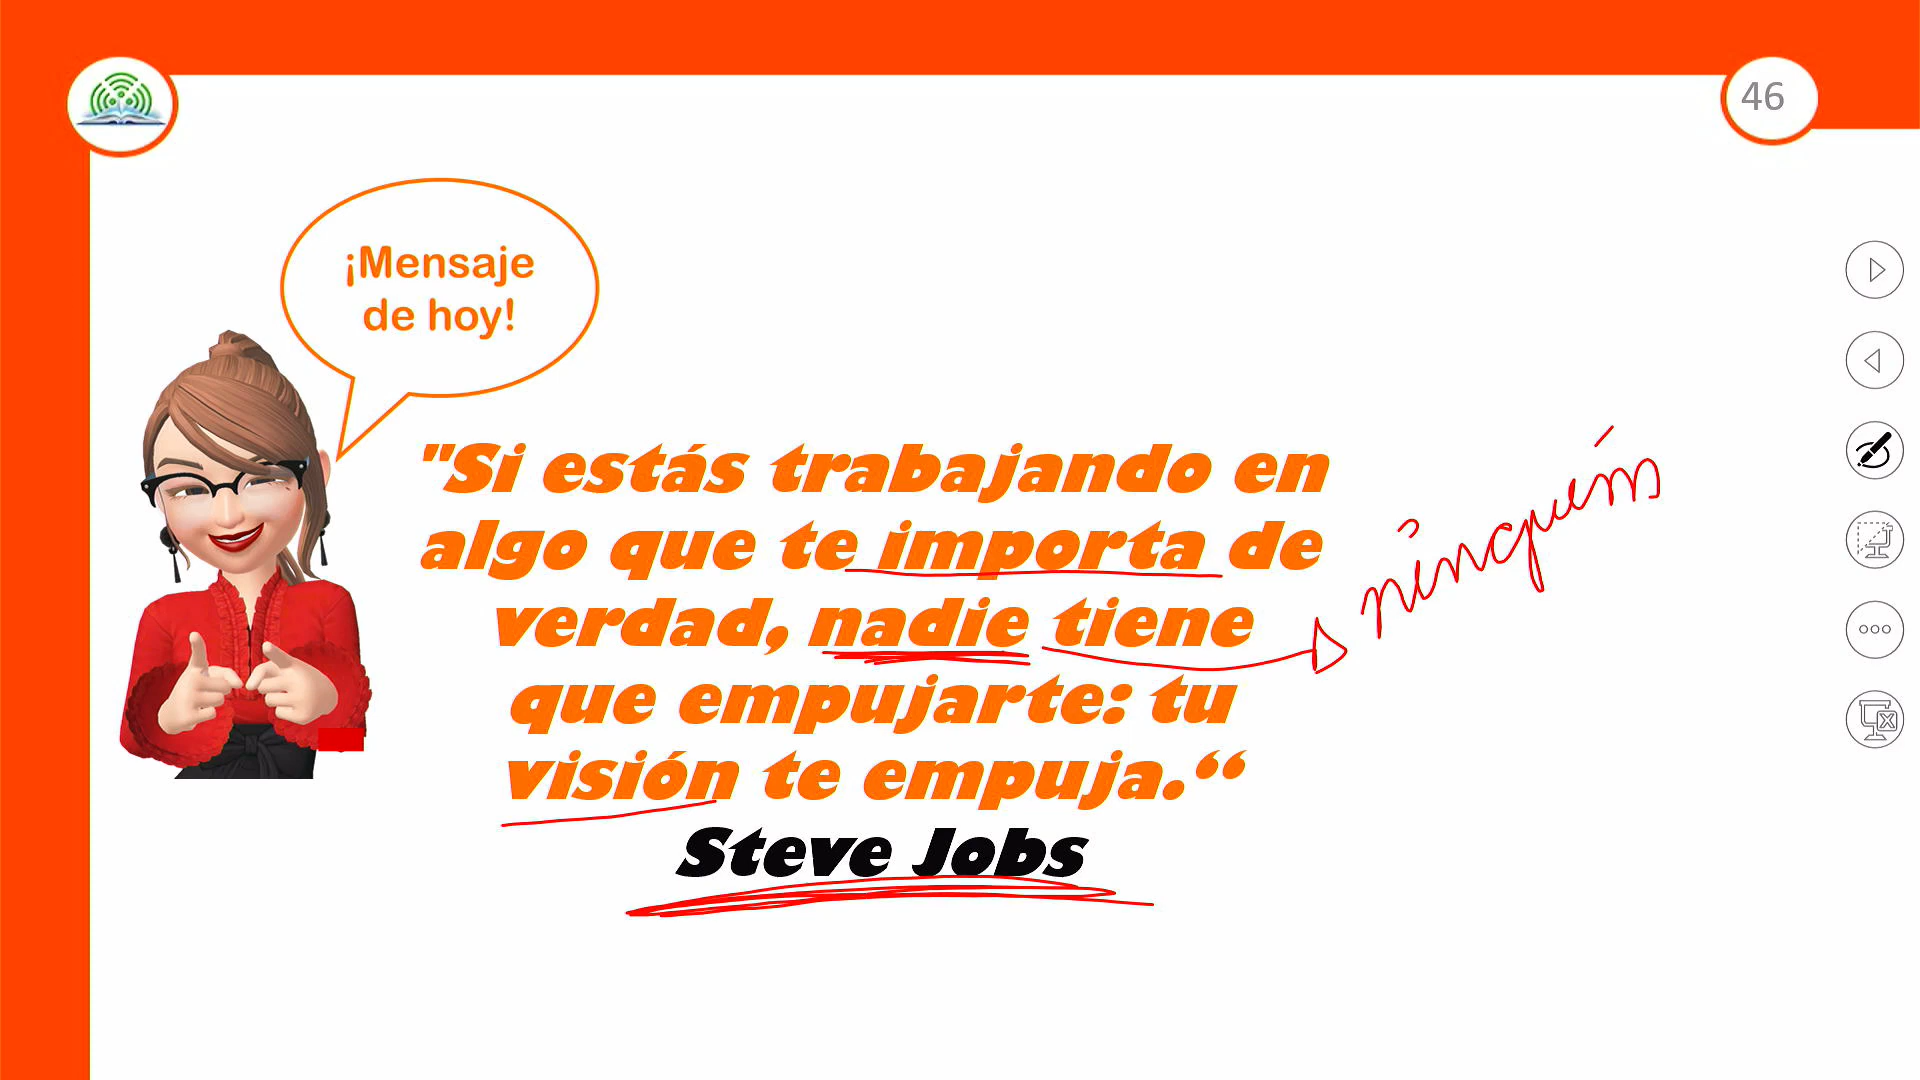 46
¡Mensaje
de hoy!
"Si estás trabajando en
algo que te importa de
verdad, nadie tiene
que empujarte: tu
visión te empuja.“
Steve Jobs
ninguém